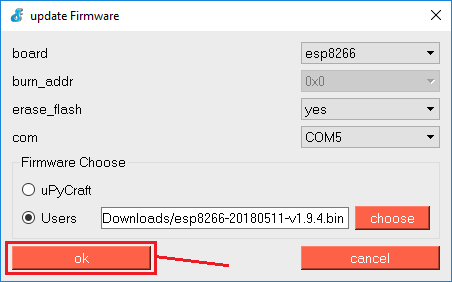 update Firmware
board esp8266
burn_addr 0x0
erase_flash yes
com COM5
Firmware Choose
uPyCraft
Users Downloads/esp8266-20180511-v1.9.4.bin choose
ok cancel